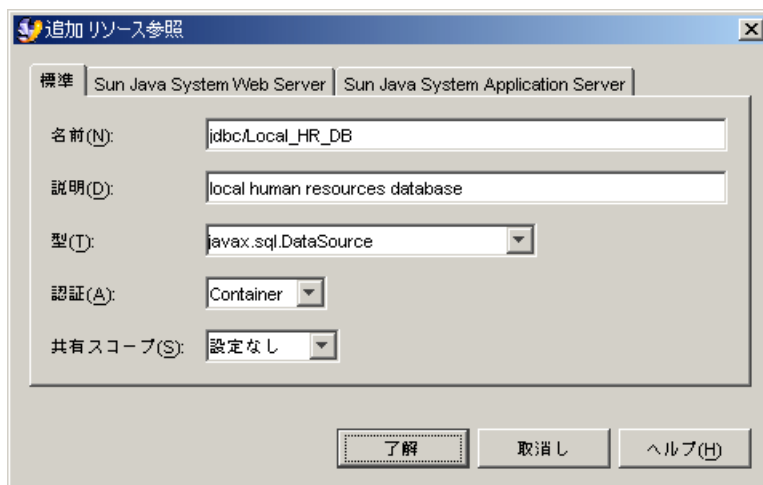 追加 リソース参照
標準 Sun Java System Web Server Sun Java System Application Server
名前(N): jdbc/Local_HR_DB
説明(D): local human resources database
型(T): javax.sql.DataSource
認証(A): Container
共有スコープ(S): 設定なし
了解 取消し ヘルプ(H)